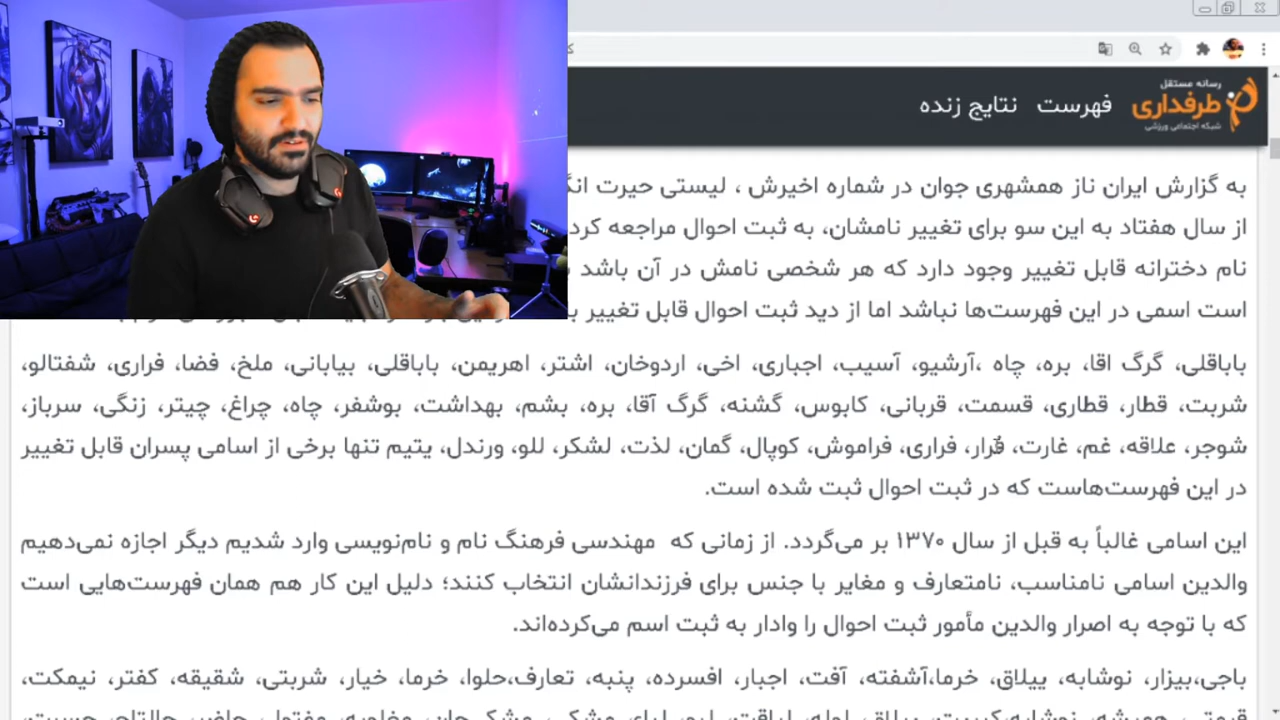 رسانه مستقل
طرفداری
شبکه اجتماعی ورزشی
فهرست
نتایج زنده
به گزارش ایران ناز همشهری جوان در شماره اخیرش ، لیستی حیرت
از سال هفتاد به این سو برای تغییر نامشان، به ثبت احوال مراجعه
نام دخترانه قابل تغییر وجود دارد که هر شخصی نامش در آن باشد
است اسمی در این فهرست‌ها نباشد اما از دید ثبت احوال قابل تغییر
باباقلی، گرگ اقا، بره، چاه ،آرشیو، آسیب، اجباری، اخی، اردوخان، اشتر، اهریمن، باباقلی، بیابانی، ملخ، فضا، فراری، شفتالو،
شربت، قطار، قطاری، قسمت، قربانی، کابوس، گشنه، گرگ آقا، بره، بشم، بهداشت، بوشفر، چاه، چراغ، چیتر، زنگی، سرباز،
شوجر، علاقه، غم، غارت، فرار، فراری، فراموش، کوپال، گمان، لذت، لشکر، للو، ورندل، یتیم تنها برخی از اسامی پسران قابل تغییر
در این فهرست‌هاست که در ثبت احوال ثبت شده است.
این اسامی غالباً به قبل از سال ۱۳۷۰ بر می‌گردد. از زمانی که مهندسی فرهنگ نام و نام‌نویسی وارد شدیم دیگر اجازه نمی‌دهیم
والدین اسامی نامناسب، نامتعارف و مغایر با جنس برای فرزندانشان انتخاب کنند؛ دلیل این کار هم همان فهرست‌هایی است
که با توجه به اصرار والدین مأمور ثبت احوال را وادار به ثبت اسم می‌کرده‌اند.
باجی،بیزار، نوشابه، ییلاق، خرما،آشفته، آفت، اجبار، افسرده، پنبه، تعارف،حلوا، خرما، خیار، شربتی، شقیقه، کفتر، نیمکت،